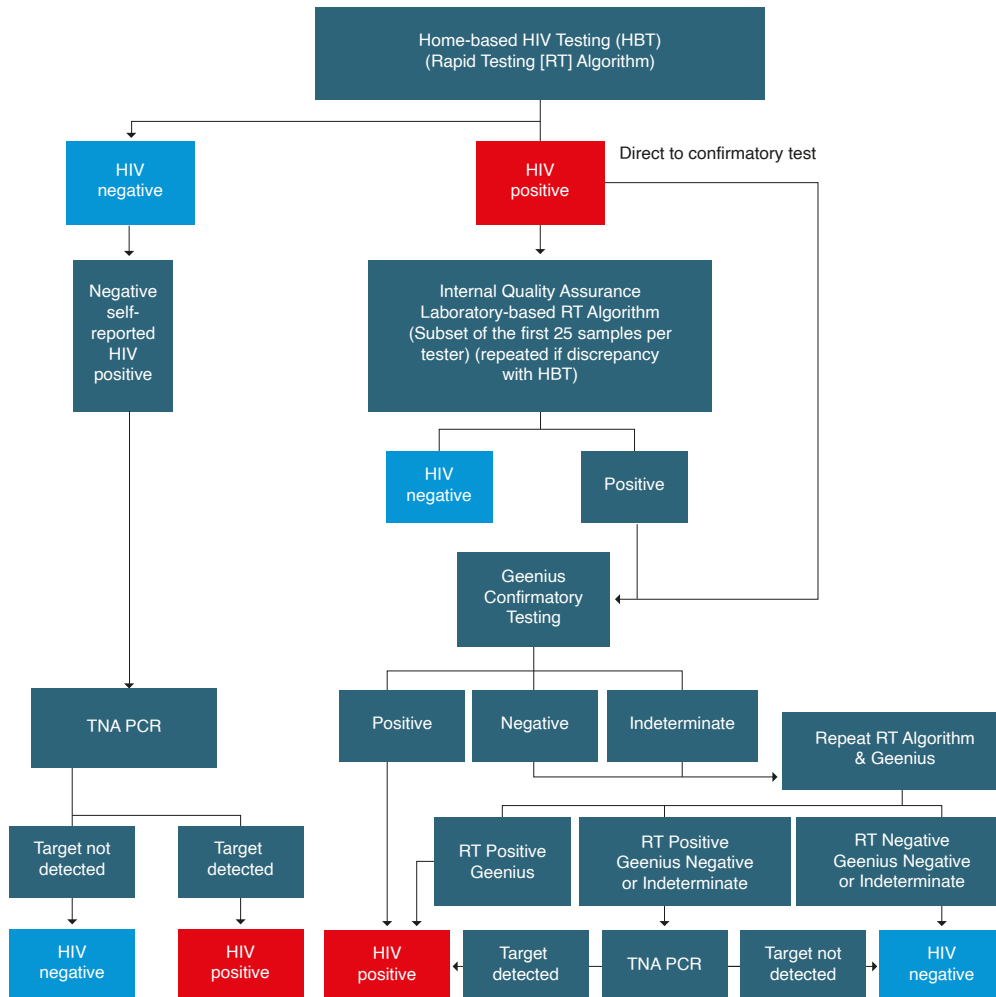 Home-based HIV Testing (HBT)
(Rapid Testing [RT] Algorithm)
HIV
negative
HIV
positive
Direct to confirmatory test
Negative
self-
reported
HIV
positive
Internal Quality Assurance
Laboratory-based RT Algorithm
(Subset of the first 25 samples per
tester) (repeated if discrepancy
with HBT)
HIV
negative
Positive
Geenius
Confirmatory
Testing
TNA PCR
Positive
Negative
Indeterminate
Repeat RT Algorithm
& Geenius
Target not
detected
Target
detected
RT Positive
Geenius
RT Positive
Geenius Negative
or Indeterminate
RT Negative
Geenius Negative
or Indeterminate
HIV
negative
HIV
positive
HIV
positive
Target
detected
TNA PCR
Target not
detected
HIV
negative